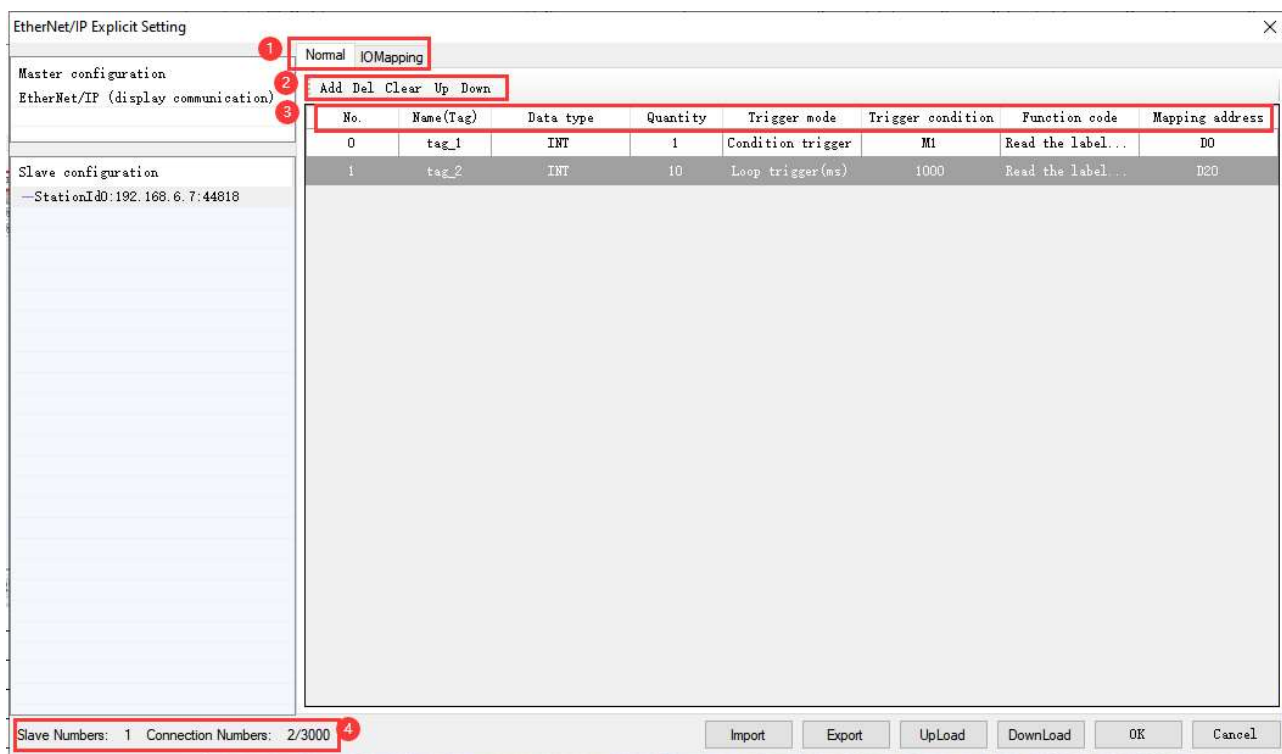 EtherNet/IP Explicit Setting
1 Normal IOMapping
Master configuration
EtherNet/IP (display communication)
2 Add Del Clear Up Down
3 No. Name(Tag) Data type Quantity Trigger mode Trigger condition Function code Mapping address
0 tag_1 INT 1 Condition trigger M1 Read the label... D0
1 tag_2 INT 10 Loop trigger(ms) 1000 Read the label... D20
Slave configuration
StationId0:192.168.6.7:44818
Slave Numbers: 1 Connection Numbers: 2/3000 4
Import Export UpLoad DownLoad OK Cancel